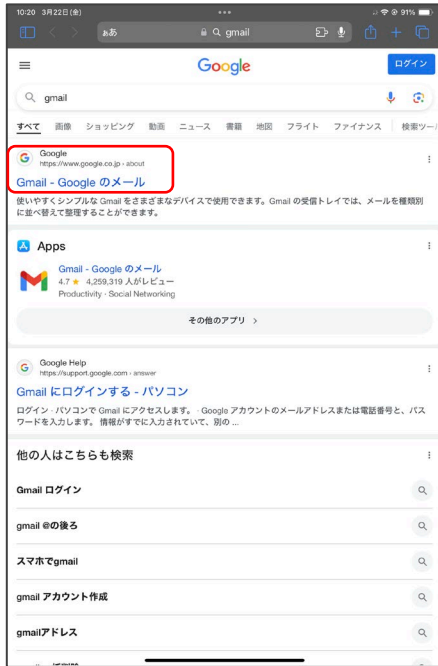 10:20 3月22日(金)
91%
ああ
gmail
Google
ログイン
gmail
すべて 画像 ショッピング 動画 ニュース 書籍 地図 フライト ファイナンス 検索ツール
Google
https://www.google.co.jp › about
Gmail - Google のメール
使いやすくシンプルな Gmail をさまざまなデバイスで使用できます。Gmail の受信トレイでは、メールを種類別
に並べ替えて整理することができます。
Apps
Gmail - Google のメール
4.7 ★ 4,259,319 人がレビュー
Productivity · Social Networking
その他のアプリ >
Google Help
https://support.google.com › answer
Gmail にログインする - パソコン
ログイン · パソコンで Gmail にアクセスします。 · Google アカウントのメールアドレスまたは電話番号と、パス
ワードを入力します。 情報がすでに入力されていて、別の ...
他の人はこちらも検索
Gmail ログイン
gmail @の後ろ
スマホでgmail
gmail アカウント作成
gmailアドレス